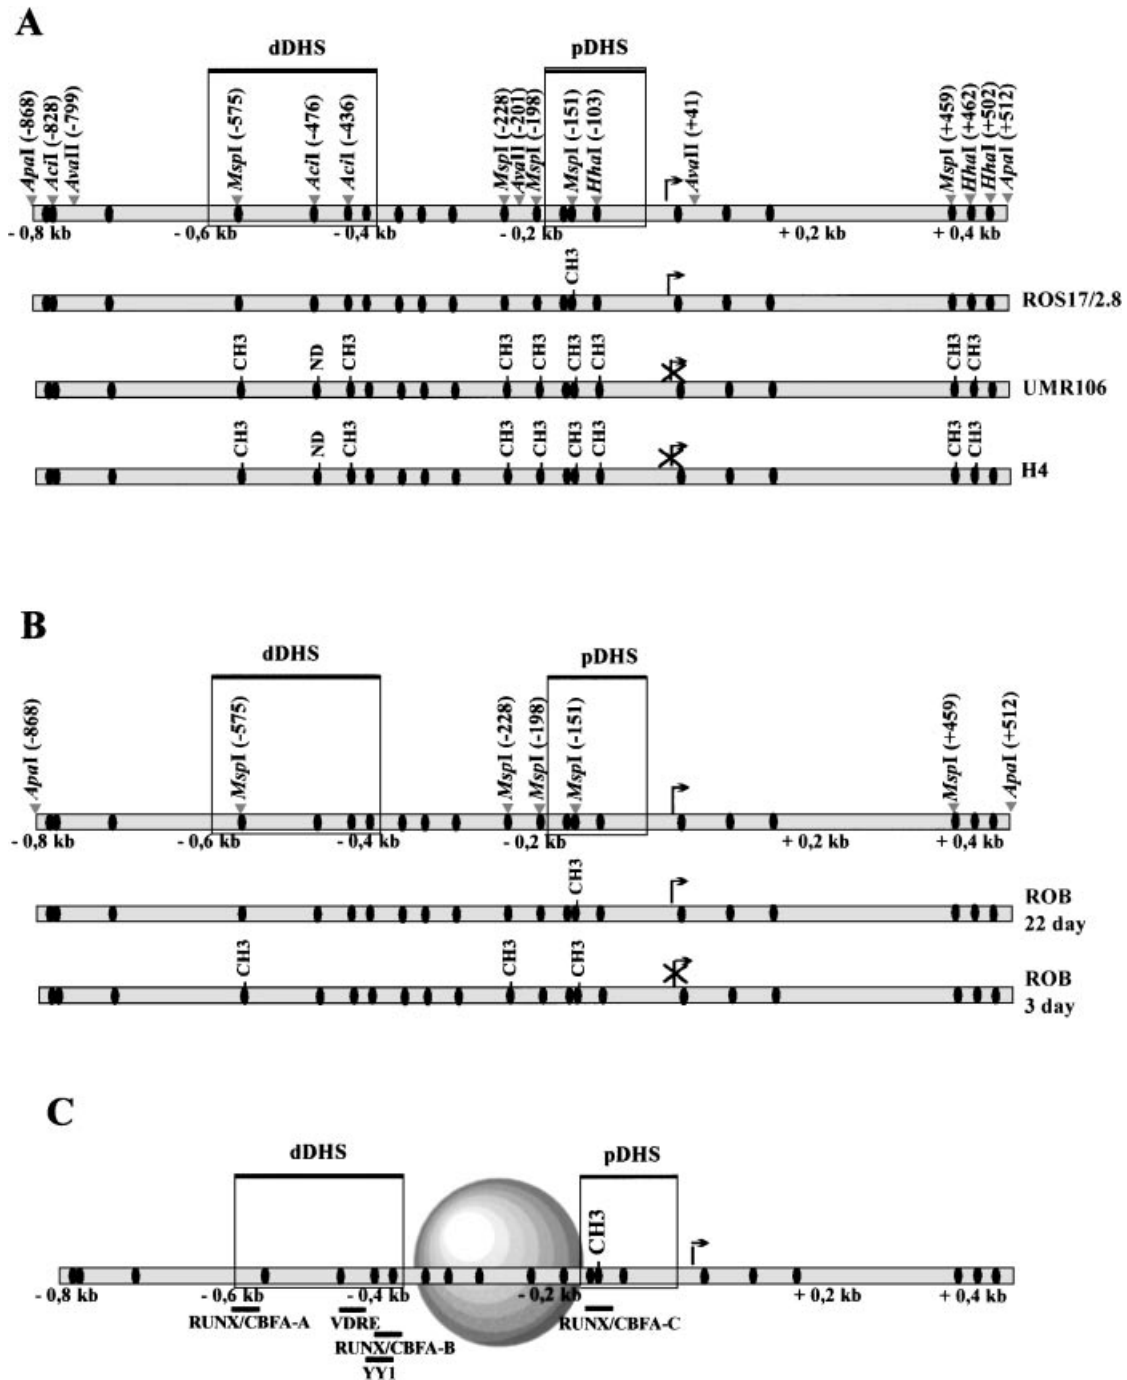 A
dDHS
pDHS
ApaI (-868)
AciI (-828)
AvaII (-799)
MspI (-575)
AciI (-476)
AciI (-436)
MspI (-228)
AvaII (-201)
MspI (-198)
MspI (-151)
HhaI (-103)
AvaII (+41)
MspI (+459)
HhaI (+462)
HhaI (+502)
ApaI (+512)
- 0,8 kb
- 0,6 kb
- 0,4 kb
- 0,2 kb
+ 0,2 kb
+ 0,4 kb
CH3
ROS17/2.8
CH3
ND
CH3
CH3
CH3
CH3
CH3
CH3
CH3
UMR106
CH3
ND
CH3
CH3
CH3
CH3
CH3
CH3
CH3
H4
B
dDHS
pDHS
ApaI (-868)
MspI (-575)
MspI (-228)
MspI (-198)
MspI (-151)
MspI (+459)
ApaI (+512)
- 0,8 kb
- 0,6 kb
- 0,4 kb
- 0,2 kb
+ 0,2 kb
+ 0,4 kb
CH3
ROB
22 day
CH3
CH3
CH3
ROB
3 day
C
dDHS
pDHS
CH3
- 0,8 kb
- 0,6 kb
- 0,4 kb
- 0,2 kb
+ 0,2 kb
+ 0,4 kb
RUNX/CBFA-A
VDRE
RUNX/CBFA-C
RUNX/CBFA-B
YY1